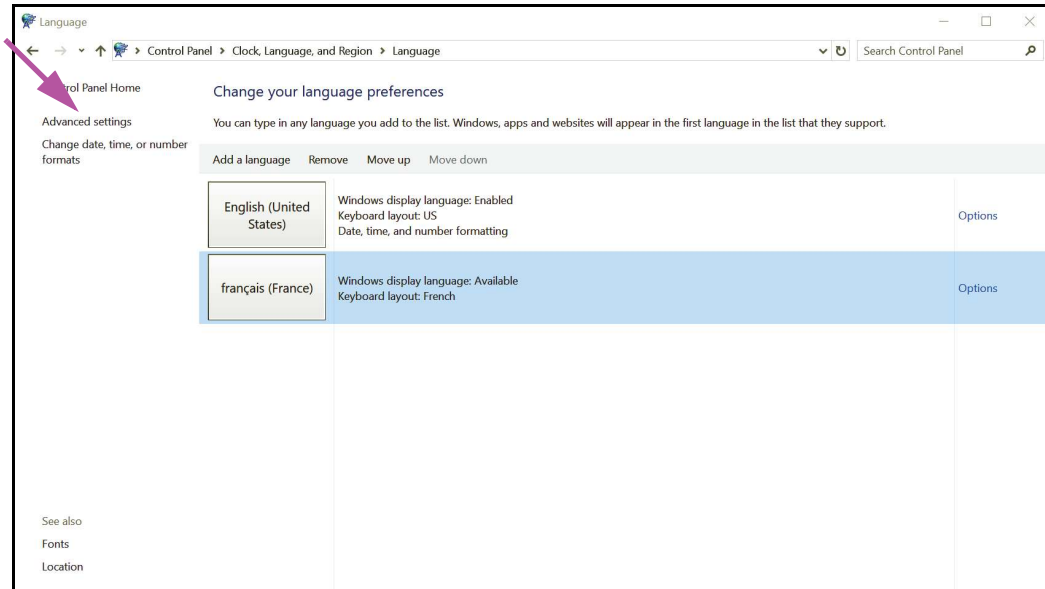 Language
Control Panel > Clock, Language, and Region > Language
Search Control Panel
rol Panel Home
Advanced settings
Change date, time, or number
formats
Change your language preferences
You can type in any language you add to the list. Windows, apps and websites will appear in the first language in the list that they support.
Add a language Remove Move up Move down
English (United
States)
Windows display language: Enabled
Keyboard layout: US
Date, time, and number formatting
Options
français (France)
Windows display language: Available
Keyboard layout: French
Options
See also
Fonts
Location